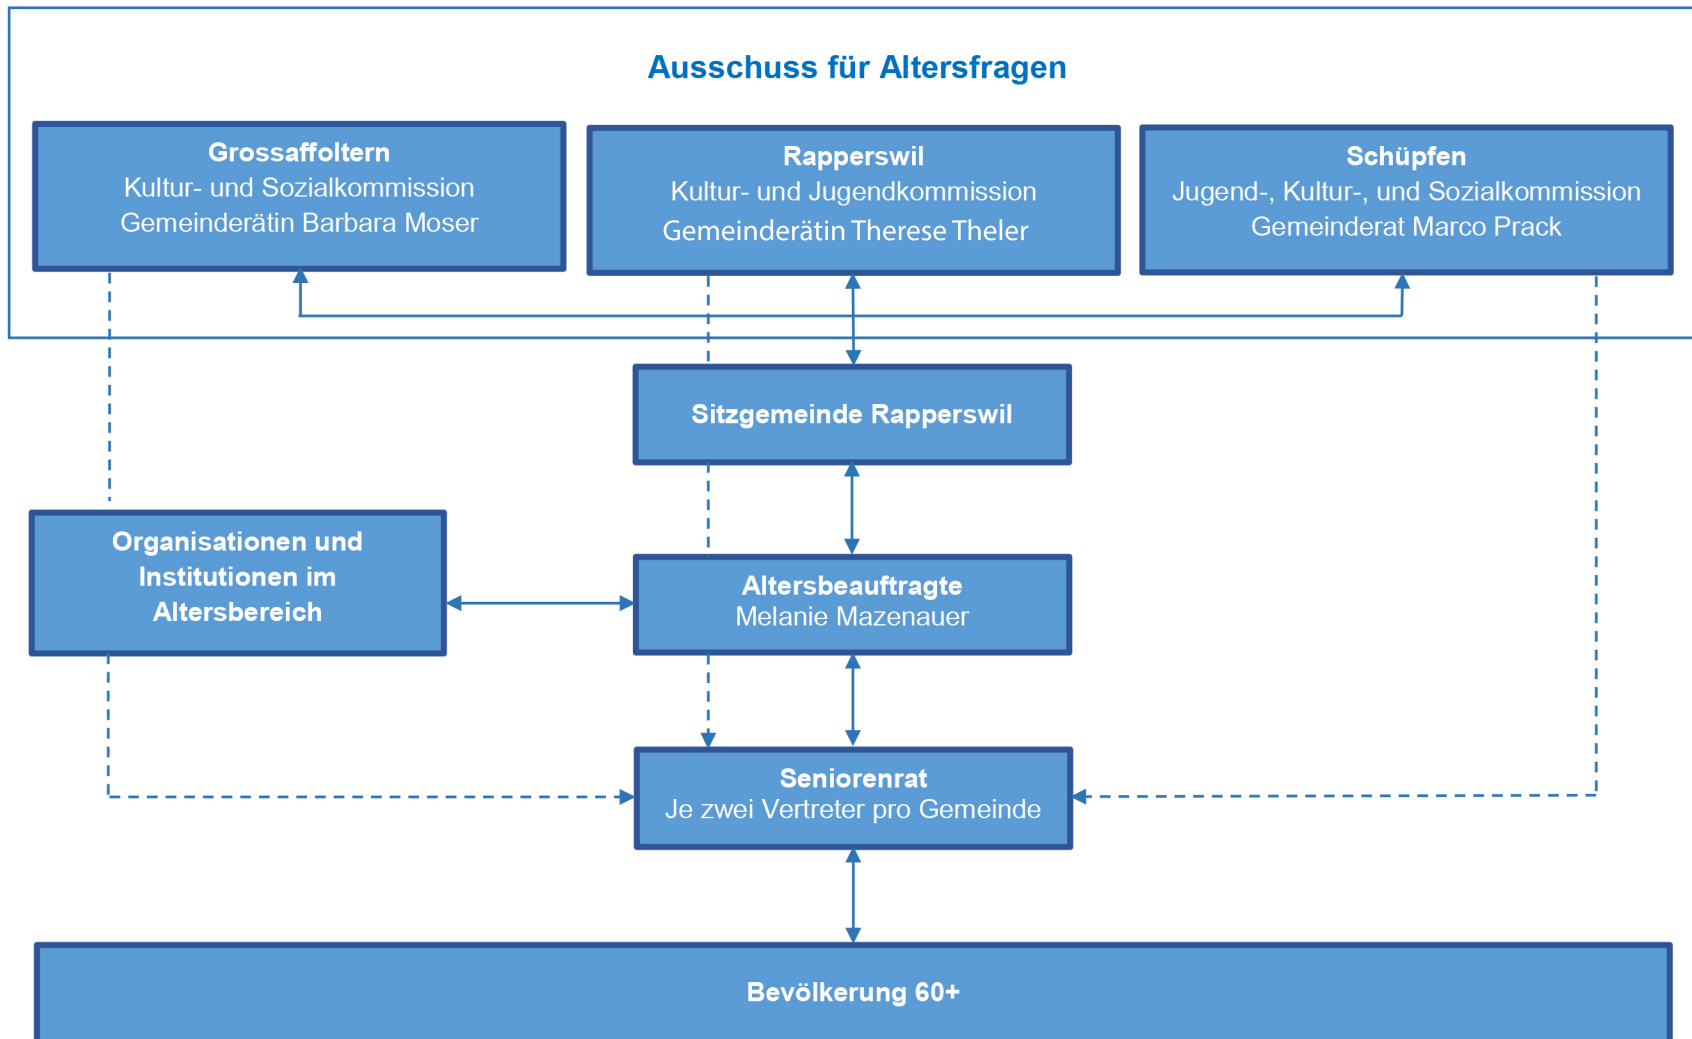 Ausschuss für Altersfragen
Grossaffoltern
Kultur- und Sozialkommission
Gemeinderätin Barbara Moser
Rapperswil
Kultur- und Jugendkommission
Gemeinderätin Therese Theler
Schüpfen
Jugend-, Kultur-, und Sozialkommission
Gemeinderat Marco Prack
Sitzgemeinde Rapperswil
Organisationen und
Institutionen im
Altersbereich
Altersbeauftragte
Melanie Mazenauer
Seniorenrat
Je zwei Vertreter pro Gemeinde
Bevölkerung 60+